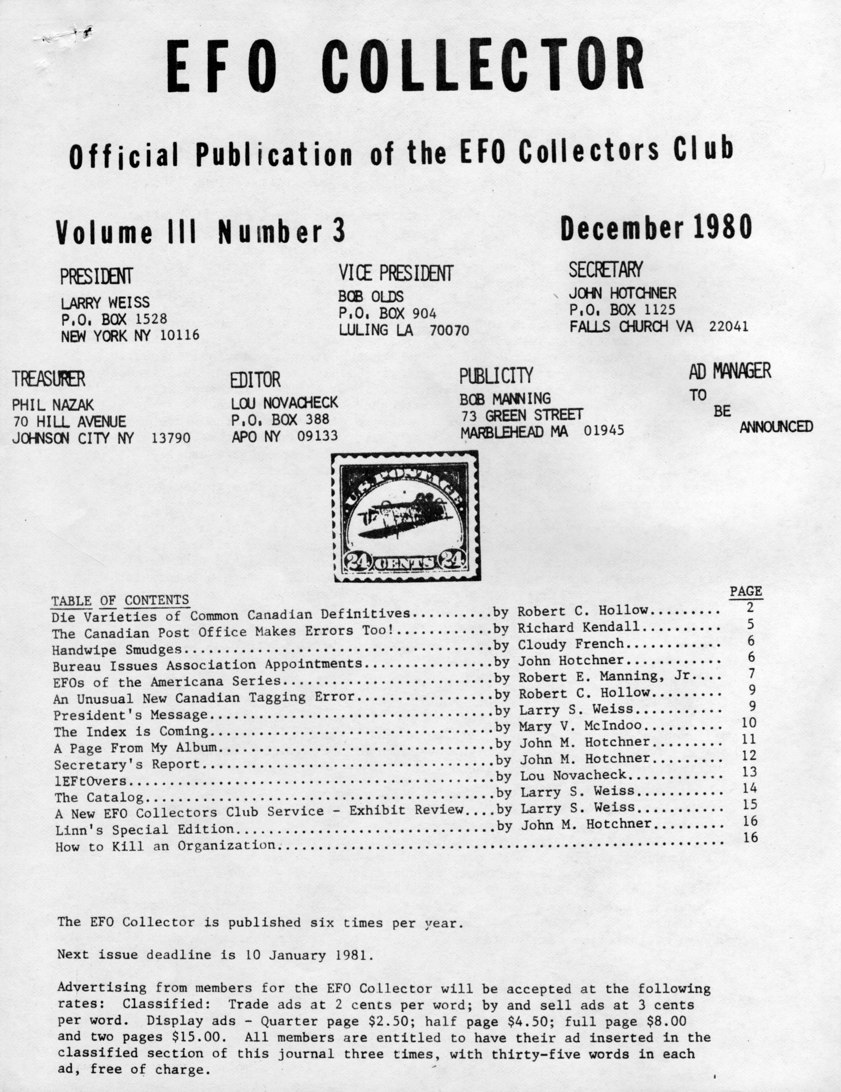 EFO COLLECTOR
Official Publication of the EFO Collectors Club
Volume III Number 3 December 1980
PRESIDENT
LARRY WEISS
P.O. BOX 1528
NEW YORK NY 10116
VICE PRESIDENT
BOB OLDS
P.O. BOX 904
LULING LA 70070
SECRETARY
JOHN HOTCHNER
P.O. BOX 1125
FALLS CHURCH VA 22041
TREASURER
PHIL NAZAK
70 HILL AVENUE
JOHNSON CITY NY 13790
EDITOR
LOU NOVACHECK
P.O. BOX 388
APO NY 09133
PUBLICITY
BOB MANNING
73 GREEN STREET
MARBLEHEAD MA 01945
AD MANAGER
TO
BE
ANNOUNCED
U.S. POSTAGE
24 CENTS 24
TABLE OF CONTENTS PAGE
Die Varieties of Common Canadian Definitives..........by Robert C. Hollow......... 2
The Canadian Post Office Makes Errors Too!............by Richard Kendall.......... 5
Handwipe Smudges......................................by Cloudy French............ 6
Bureau Issues Association Appointments................by John Hotchner............ 6
EFOs of the Americana Series..........................by Robert E. Manning, Jr.... 7
An Unusual New Canadian Tagging Error.................by Robert C. Hollow......... 9
President's Message...................................by Larry S. Weiss........... 9
The Index is Coming...................................by Mary V. McIndoo.......... 10
A Page From My Album..................................by John M. Hotchner......... 11
Secretary's Report....................................by John M. Hotchner......... 12
lEFtOvers.............................................by Lou Novacheck............ 13
The Catalog...........................................by Larry S. Weiss........... 14
A New EFO Collectors Club Service - Exhibit Review....by Larry S. Weiss........... 15
Linn's Special Edition................................by John M. Hotchner......... 16
How to Kill an Organization....................................................... 16
The EFO Collector is published six times per year.
Next issue deadline is 10 January 1981.
Advertising from members for the EFO Collector will be accepted at the following
rates: Classified: Trade ads at 2 cents per word; by and sell ads at 3 cents
per word. Display ads - Quarter page $2.50; half page $4.50; full page $8.00
and two pages $15.00. All members are entitled to have their ad inserted in the
classified section of this journal three times, with thirty-five words in each
ad, free of charge.